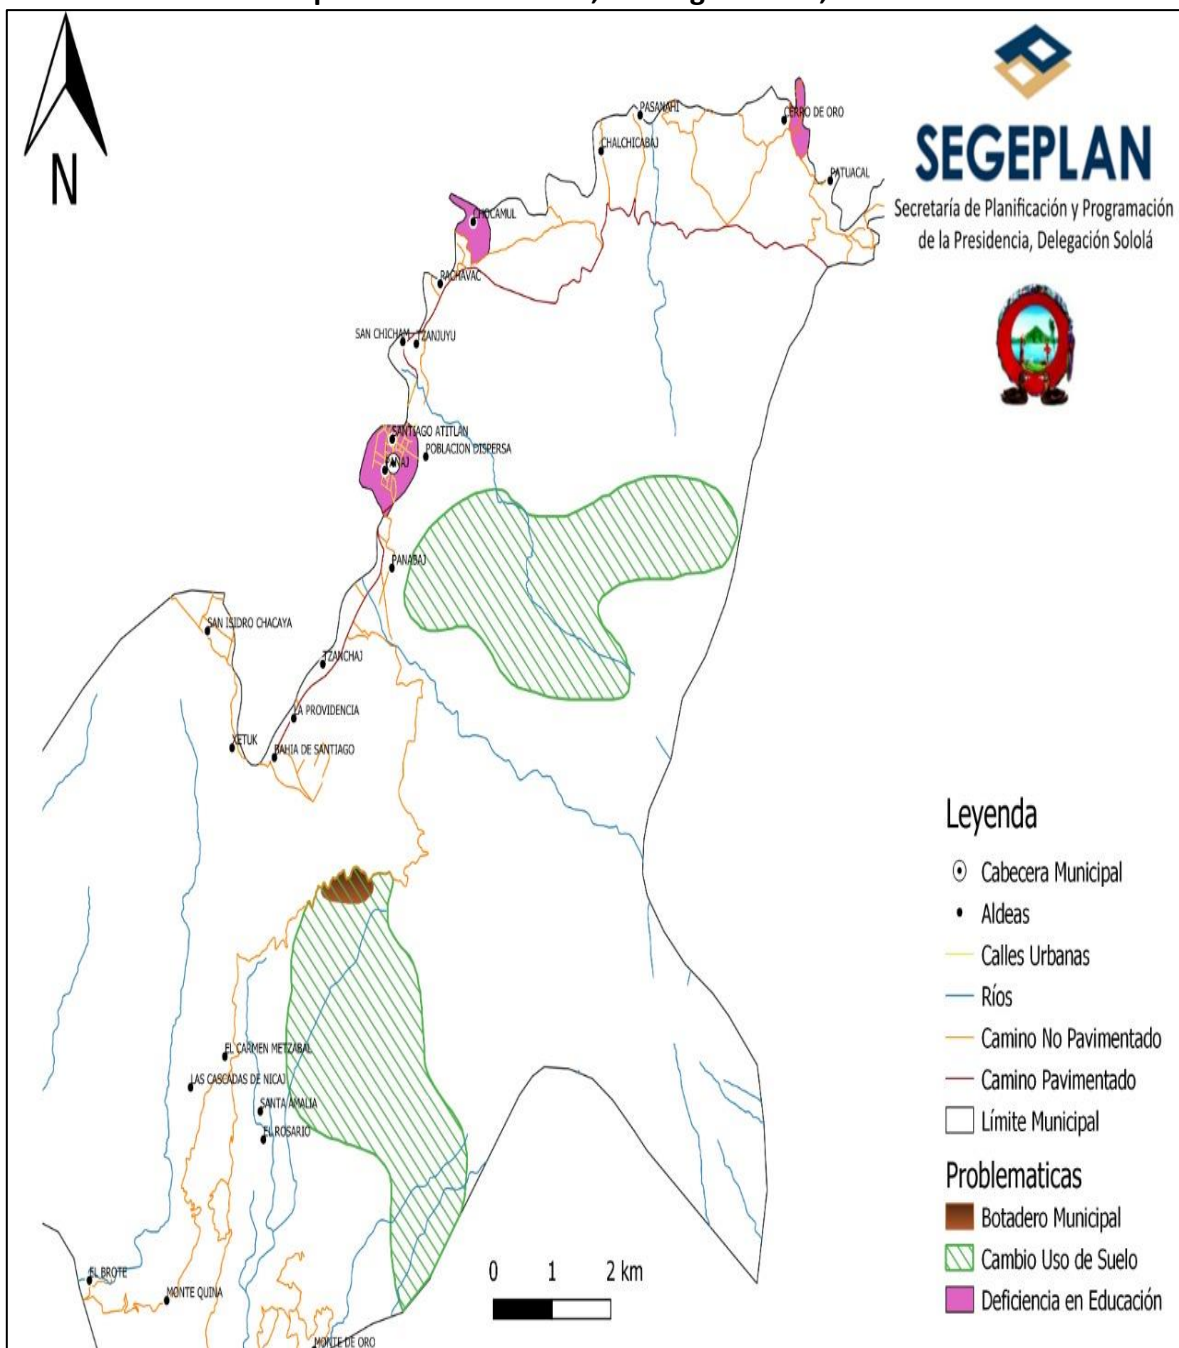 N
SEGEPLAN
Secretaría de Planificación y Programación
de la Presidencia, Delegación Sololá
PASANAHI
CERRO DE ORO
CHALCHICABAJ
PATUACAL
CHOCAMUL
PACHAVAC
SAN CHICHAM
TZANJUYU
SANTIAGO ATITLAN
POBLACION DISPERSA
PANAJ
PANABAJ
SAN ISIDRO CHACAYA
TZANCHAJ
LA PROVIDENCIA
XETUK
BAHIA DE SANTIAGO
EL CARMEN METZABAL
LAS CASCADAS DE NICAJ
SANTA AMALIA
EL ROSARIO
EL BROTE
MONTE QUINA
MONTE DE ORO
0 1 2 km
Leyenda
Cabecera Municipal
Aldeas
Calles Urbanas
Ríos
Camino No Pavimentado
Camino Pavimentado
Límite Municipal
Problematicas
Botadero Municipal
Cambio Uso de Suelo
Deficiencia en Educación